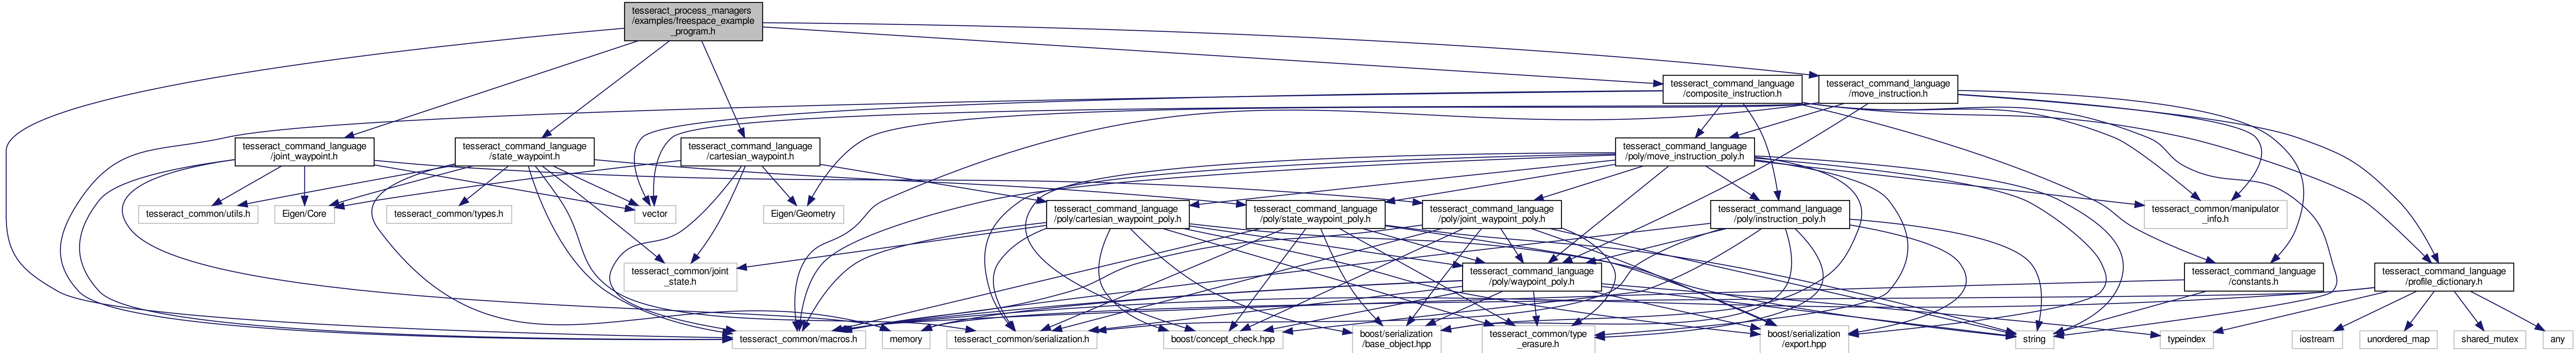 tesseract_process_managers
/examples/freespace_example
_program.h
tesseract_command_language
/composite_instruction.h
tesseract_command_language
/move_instruction.h
tesseract_command_language
/joint_waypoint.h
tesseract_command_language
/state_waypoint.h
tesseract_command_language
/cartesian_waypoint.h
tesseract_command_language
/poly/move_instruction_poly.h
tesseract_common/utils.h
Eigen/Core
tesseract_common/types.h
vector
Eigen/Geometry
tesseract_command_language
/poly/cartesian_waypoint_poly.h
tesseract_command_language
/poly/state_waypoint_poly.h
tesseract_command_language
/poly/joint_waypoint_poly.h
tesseract_command_language
/poly/instruction_poly.h
tesseract_common/manipulator
_info.h
tesseract_common/joint
_state.h
tesseract_command_language
/poly/waypoint_poly.h
tesseract_command_language
/constants.h
tesseract_command_language
/profile_dictionary.h
tesseract_common/macros.h
memory
tesseract_common/serialization.h
boost/concept_check.hpp
boost/serialization
/base_object.hpp
tesseract_common/type
_erasure.h
boost/serialization
/export.hpp
string
typeindex
iostream
unordered_map
shared_mutex
any